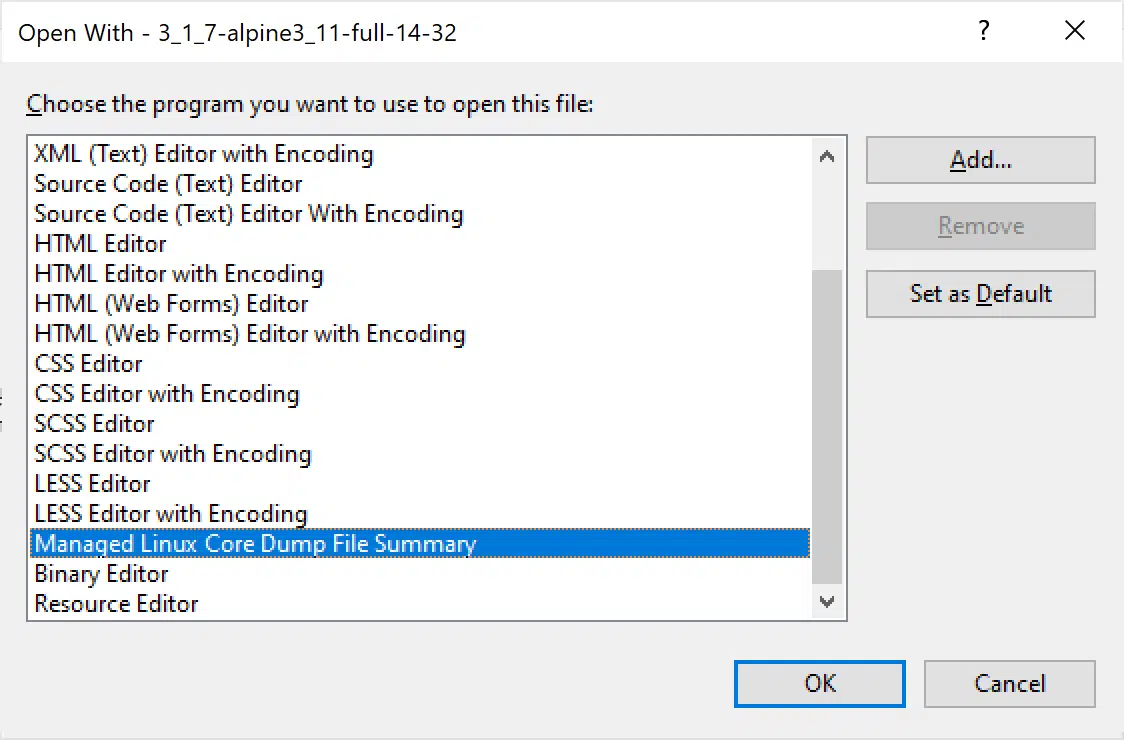 Open With - 3_1_7-alpine3_11-full-14-32
?
Choose the program you want to use to open this file:
XML (Text) Editor with Encoding
Source Code (Text) Editor
Source Code (Text) Editor With Encoding
HTML Editor
HTML Editor with Encoding
HTML (Web Forms) Editor
HTML (Web Forms) Editor with Encoding
CSS Editor
CSS Editor with Encoding
SCSS Editor
SCSS Editor with Encoding
LESS Editor
LESS Editor with Encoding
Managed Linux Core Dump File Summary
Binary Editor
Resource Editor
Add...
Remove
Set as Default
OK
Cancel